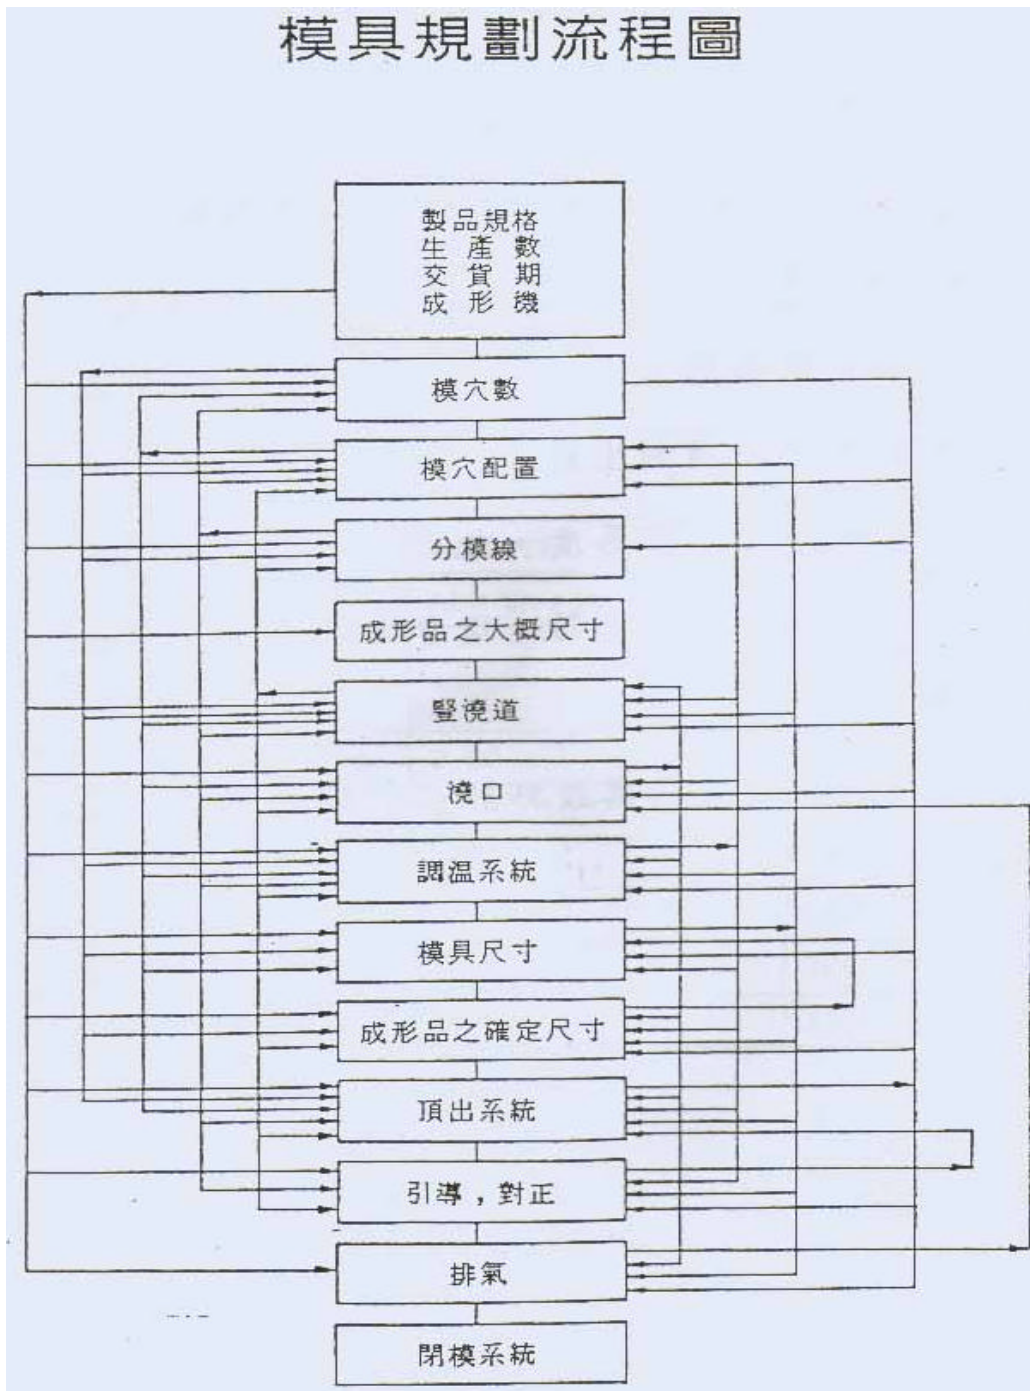 模具規劃流程圖
製品規格
生產數
交貨期
成形機
模穴數
模穴配置
分模線
成形品之大概尺寸
豎澆道
澆口
調温系統
模具尺寸
成形品之確定尺寸
頂出系統
引導，對正
排氣
閉模系統